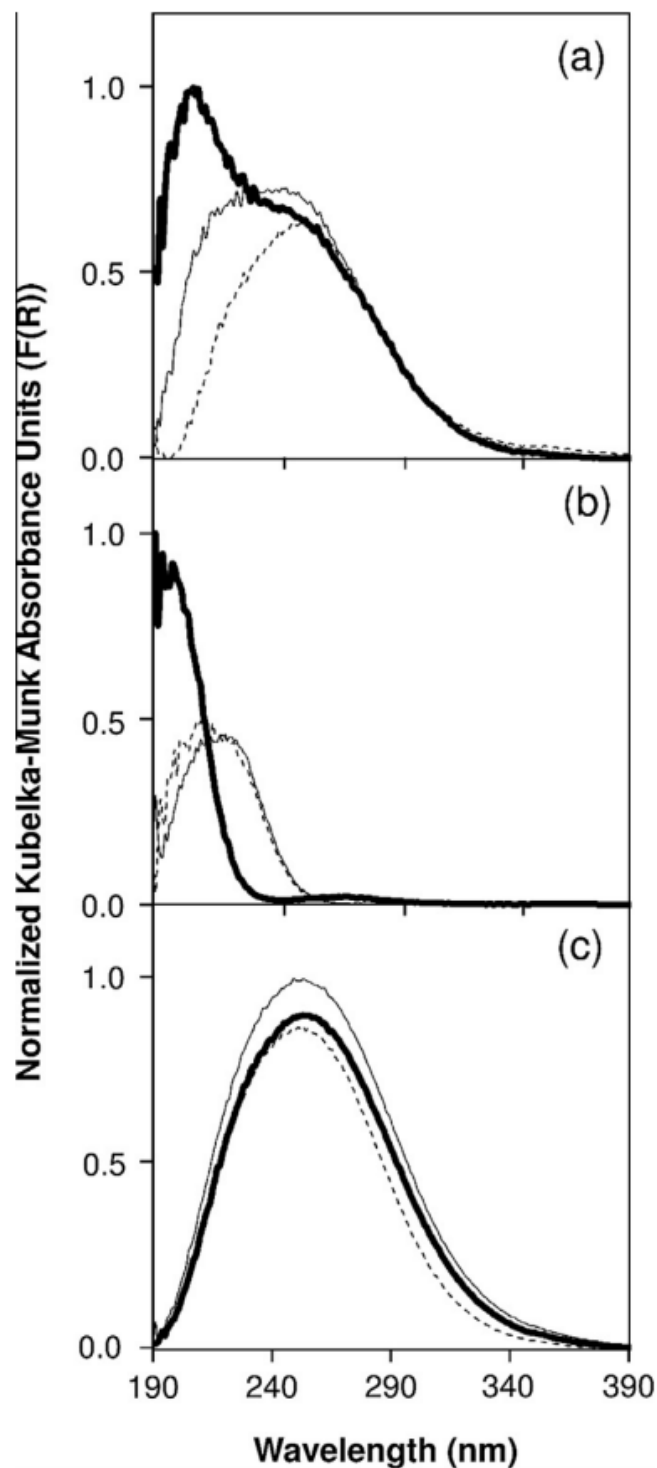 Normalized Kubelka-Munk Absorbance Units (F(R))
(a)
1.0
0.5
0.0
(b)
1.0
0.5
0.0
(c)
1.0
0.5
0.0
190 240 290 340 390
Wavelength (nm)